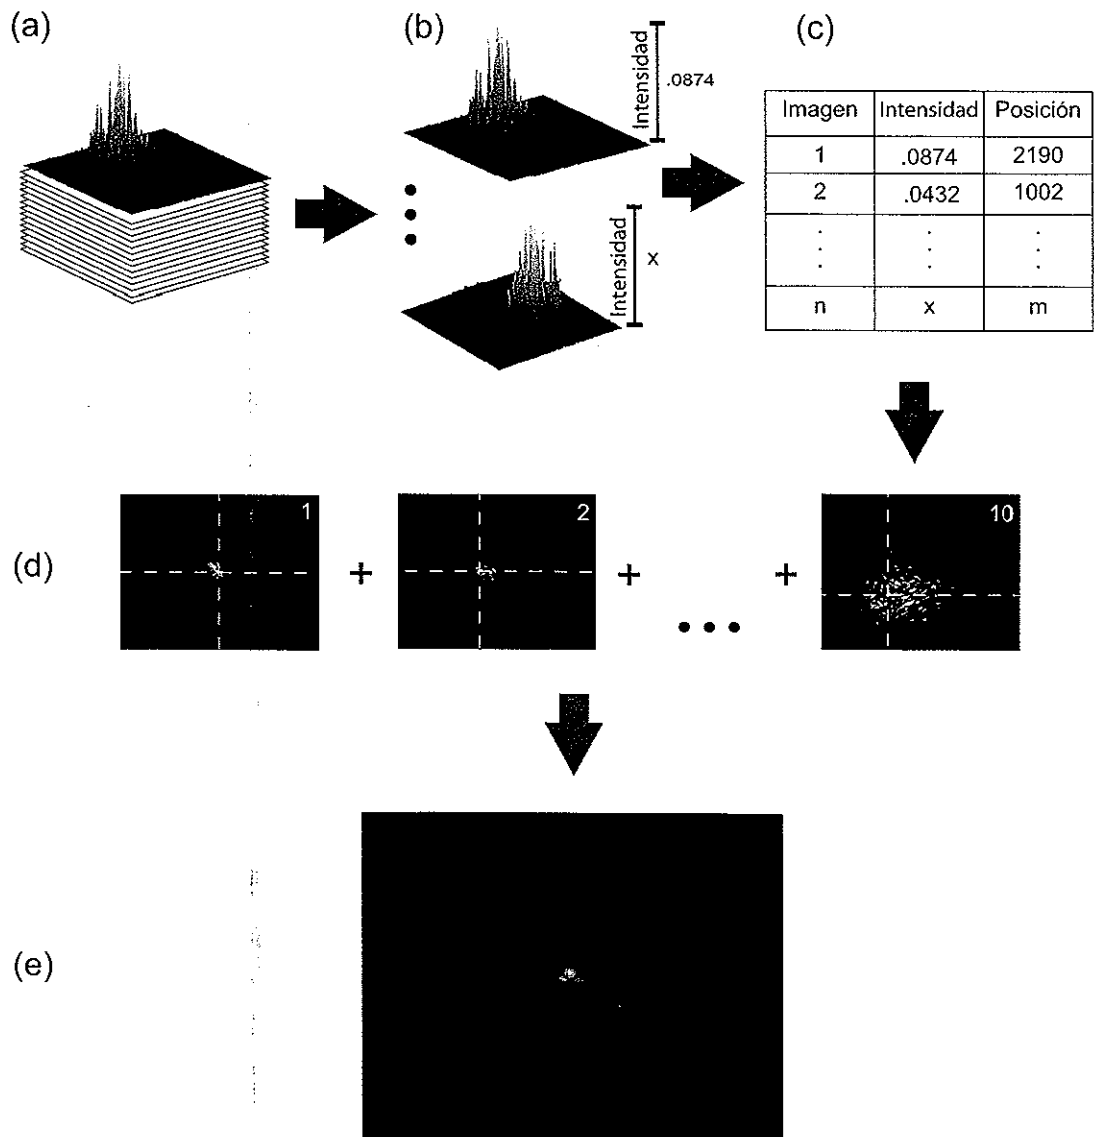 (a)
(b)
(c)
Intensidad
.0874
Intensidad
x
Imagen Intensidad Posición
1 .0874 2190
2 .0432 1002
n x m
(d)
1
+
2
+
+
10
(e)